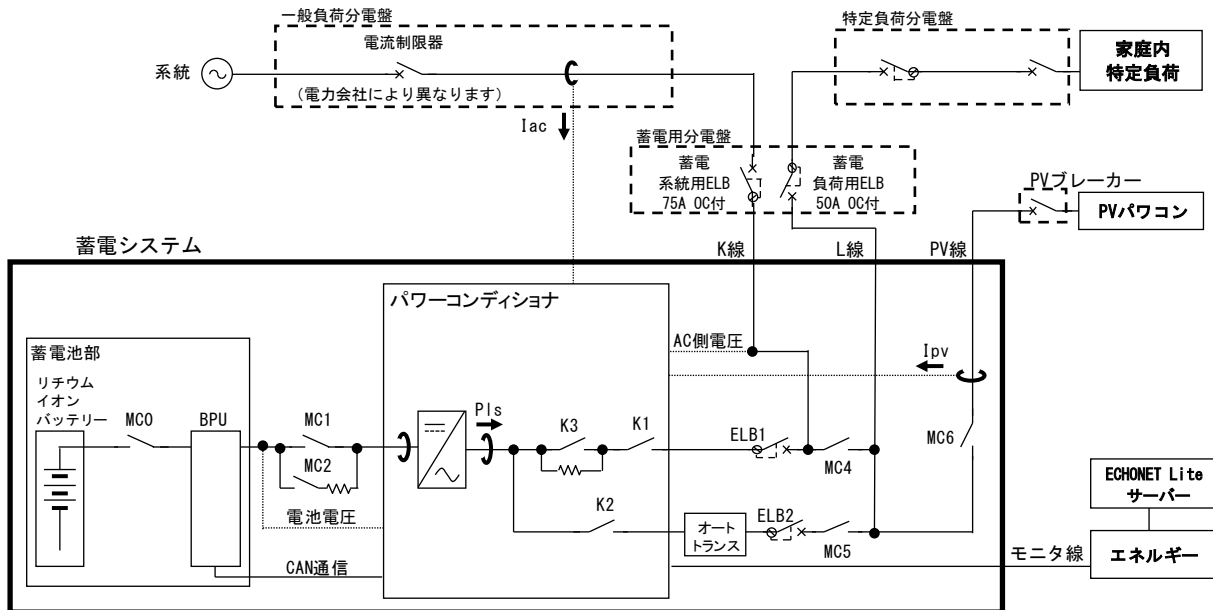 一般負荷分電盤
電流制限器
系統
(電力会社により異なります)
Iac
特定負荷分電盤
家庭内
特定負荷
蓄電用分電盤
蓄電
系統用ELB
75A OC付
蓄電
負荷用ELB
50A OC付
PVブレーカー
PVパワコン
蓄電システム
K線
L線
PV線
パワーコンディショナ
AC側電圧
Ipv
蓄電池部
リチウム
イオン
バッテリー
MC0
BPU
MC1
MC2
電池電圧
CAN通信
Pls
K3
K1
K2
ELB1
MC4
MC6
オート
トランス
ELB2
MC5
モニタ線
ECHONET Lite
サーバー
エネルギー